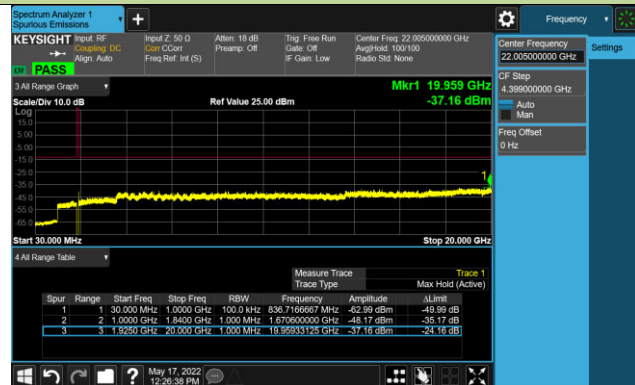 Spectrum Analyzer 1
Spurious Emissions
Frequency
KEYSIGHT
Input: RF
Coupling: DC
Align: Auto
Input Z: 50 Ω
Corr CCorr
Freq Ref: Int (S)
Atten: 18 dB
Preamp: Off
Trig: Free Run
Gate: Off
IF Gain: Low
Center Freq: 22.005000000 GHz
Avg|Hold: 100/100
Radio Std: None
PASS
Center Frequency
22.005000000 GHz
Settings
CF Step
4.399000000 GHz
Auto
Man
Freq Offset
0 Hz
3 All Range Graph
Mkr1 19.959 GHz
-37.16 dBm
Scale/Div 10.0 dB
Ref Value 25.00 dBm
Log
15.0
5.00
-5.00
-15.0
-25.0
-35.0
-45.0
-55.0
-65.0
1
Start 30.000 MHz
Stop 20.000 GHz
4 All Range Table
Measure Trace Trace 1
Trace Type Max Hold (Active)
Spur Range Start Freq Stop Freq RBW Frequency Amplitude ΔLimit
1 1 30.000 MHz 1.0000 GHz 100.0 kHz 836.7166667 MHz -62.99 dBm -49.99 dB
2 2 1.0000 GHz 1.8400 GHz 1.000 MHz 1.670600000 GHz -48.17 dBm -35.17 dB
3 3 1.9250 GHz 20.000 GHz 1.000 MHz 19.95933125 GHz -37.16 dBm -24.16 dB
May 17, 2022
12:26:38 PM